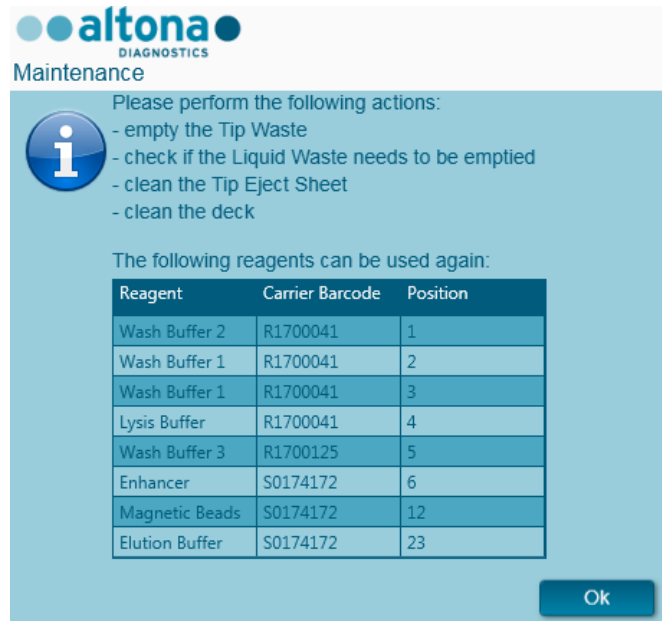 altona
DIAGNOSTICS
Maintenance
Please perform the following actions:
- empty the Tip Waste
- check if the Liquid Waste needs to be emptied
- clean the Tip Eject Sheet
- clean the deck
The following reagents can be used again:
Reagent Carrier Barcode Position
Wash Buffer 2 R1700041 1
Wash Buffer 1 R1700041 2
Wash Buffer 1 R1700041 3
Lysis Buffer R1700041 4
Wash Buffer 3 R1700125 5
Enhancer S0174172 6
Magnetic Beads S0174172 12
Elution Buffer S0174172 23
Ok